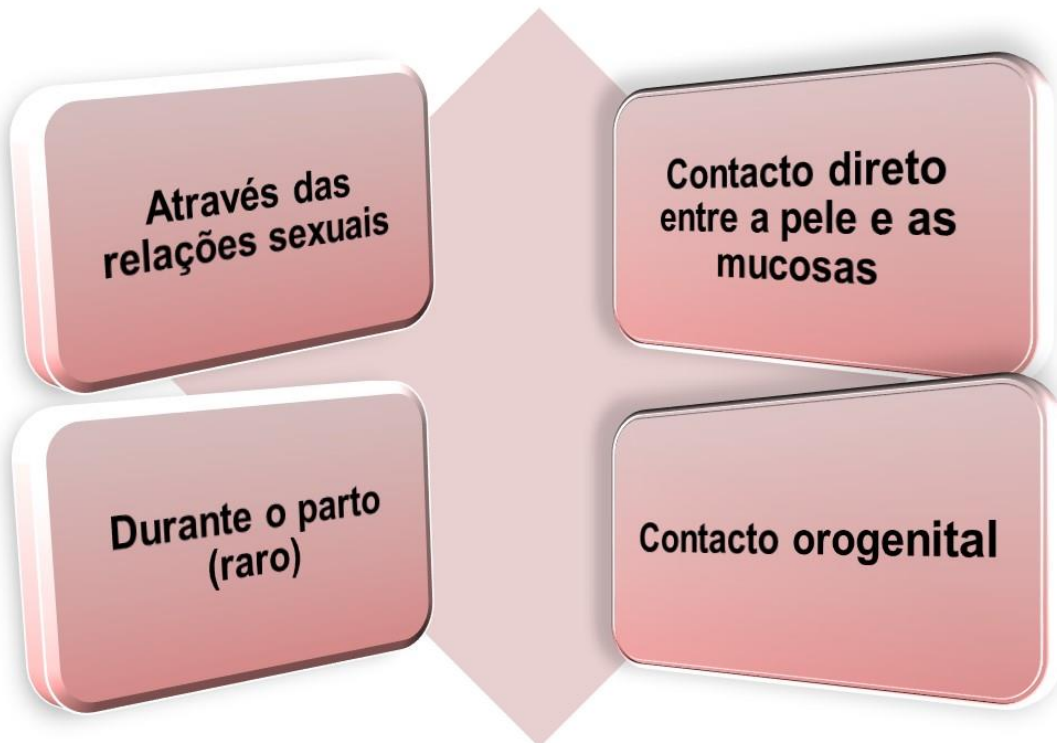 Através das
relações sexuais
Contacto direto
entre a pele e as
mucosas
Durante o parto
(raro)
Contacto orogenital